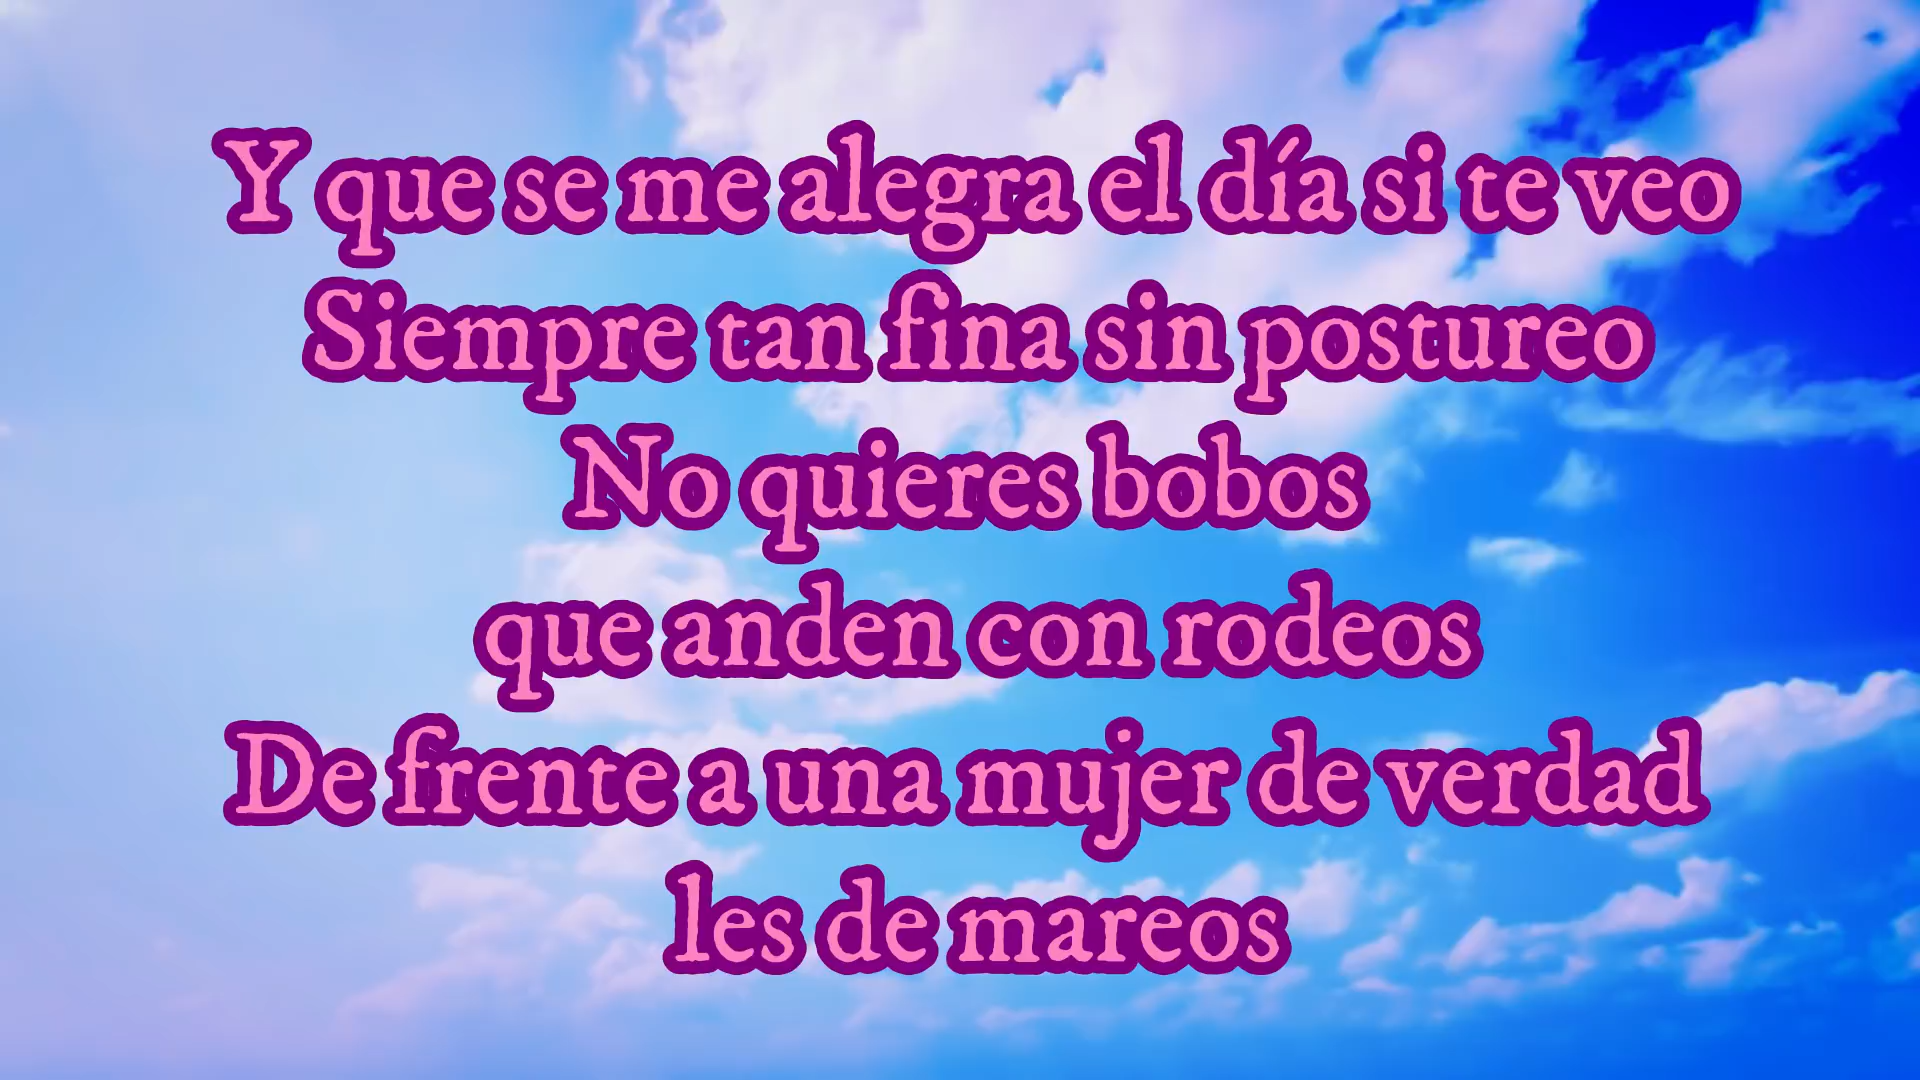 Y que se me alegra el día si te veo
Siempre tan fina sin postureo
No quieres bobos
que anden con rodeos
De frente a una mujer de verdad
les de mareos